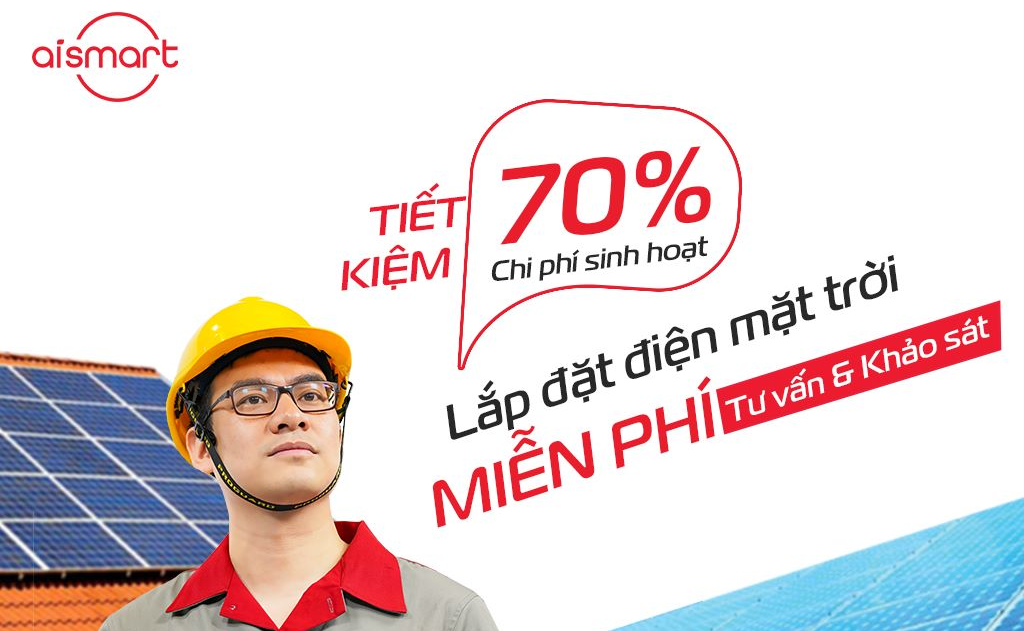 aismart
TIẾT
KIỆM
70%
Chi phí sinh hoạt
Lắp đặt điện mặt trời
MIỄN PHÍ Tư vấn & Khảo sát
PROGUARD